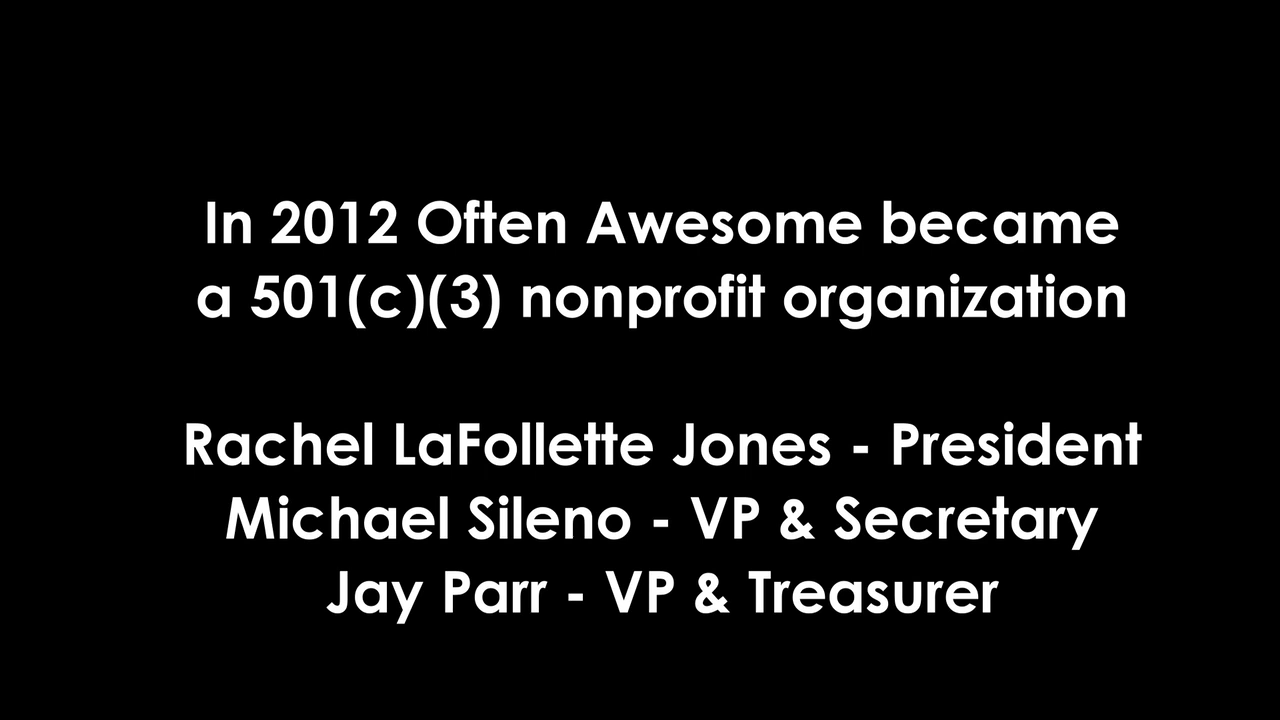 In 2012 Often Awesome became
a 501(c)(3) nonprofit organization
Rachel LaFollette Jones - President
Michael Sileno - VP & Secretary
Jay Parr - VP & Treasurer